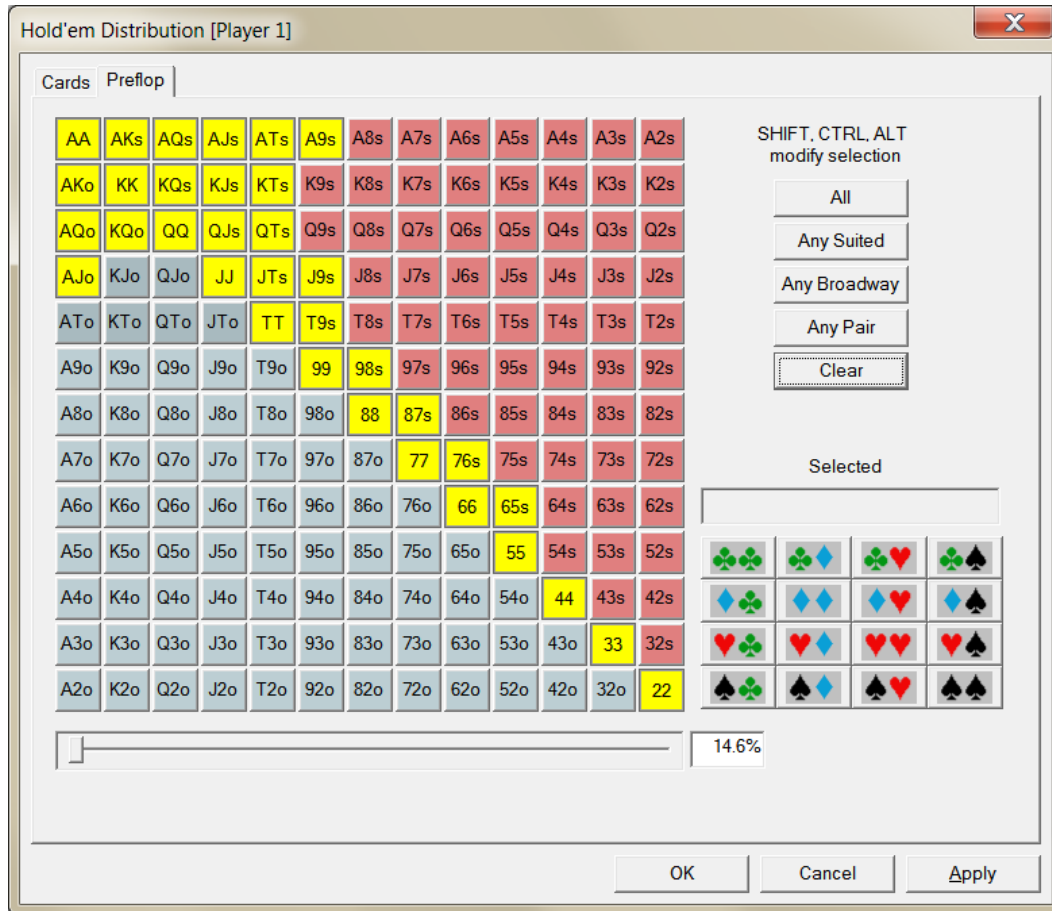 Hold'em Distribution [Player 1]
X
Cards Preflop
AA AKs AQs AJs ATs A9s A8s A7s A6s A5s A4s A3s A2s
AKo KK KQs KJs KTs K9s K8s K7s K6s K5s K4s K3s K2s
AQo KQo QQ QJs QTs Q9s Q8s Q7s Q6s Q5s Q4s Q3s Q2s
AJo KJo QJo JJ JTs J9s J8s J7s J6s J5s J4s J3s J2s
ATo KTo QTo JTo TT T9s T8s T7s T6s T5s T4s T3s T2s
A9o K9o Q9o J9o T9o 99 98s 97s 96s 95s 94s 93s 92s
A8o K8o Q8o J8o T8o 98o 88 87s 86s 85s 84s 83s 82s
A7o K7o Q7o J7o T7o 97o 87o 77 76s 75s 74s 73s 72s
A6o K6o Q6o J6o T6o 96o 86o 76o 66 65s 64s 63s 62s
A5o K5o Q5o J5o T5o 95o 85o 75o 65o 55 54s 53s 52s
A4o K4o Q4o J4o T4o 94o 84o 74o 64o 54o 44 43s 42s
A3o K3o Q3o J3o T3o 93o 83o 73o 63o 53o 43o 33 32s
A2o K2o Q2o J2o T2o 92o 82o 72o 62o 52o 42o 32o 22
14.6%
SHIFT, CTRL, ALT
modify selection
All
Any Suited
Any Broadway
Any Pair
Clear
Selected
OK Cancel Apply